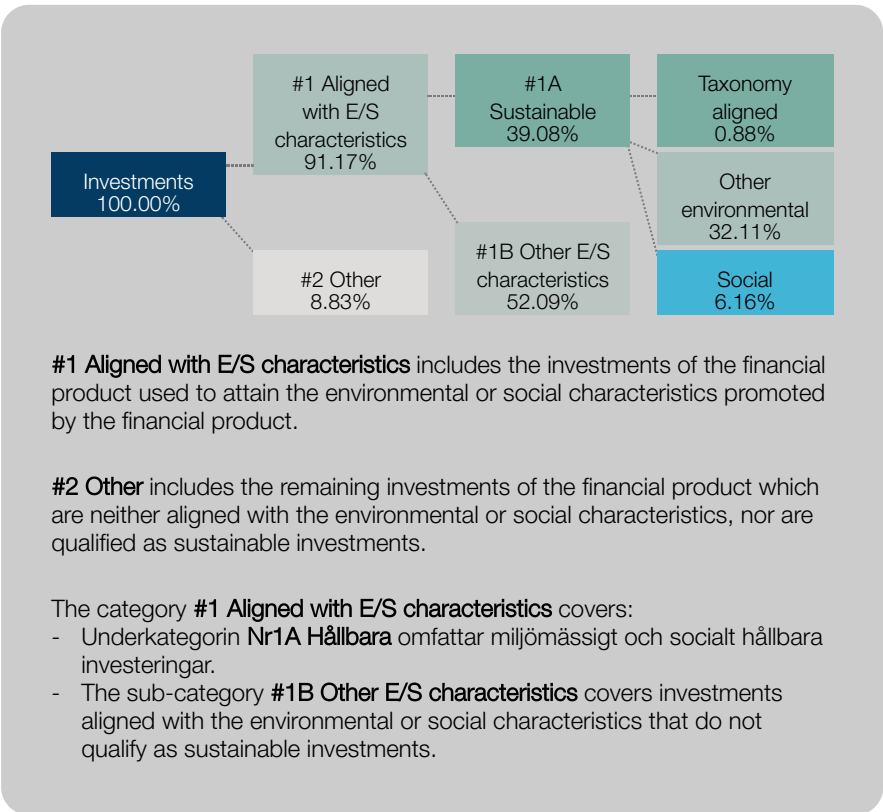 #1 Aligned
with E/S
characteristics
91.17%
#1A
Sustainable
39.08%
Taxonomy
aligned
0.88%
Investments
100.00%
Other
environmental
32.11%
#2 Other
8.83%
#1B Other E/S
characteristics
52.09%
Social
6.16%
#1 Aligned with E/S characteristics includes the investments of the financial
product used to attain the environmental or social characteristics promoted
by the financial product.
#2 Other includes the remaining investments of the financial product which
are neither aligned with the environmental or social characteristics, nor are
qualified as sustainable investments.
The category #1 Aligned with E/S characteristics covers:
- Underkategorin Nr1A Hållbara omfattar miljömässigt och socialt hållbara
investeringar.
- The sub-category #1B Other E/S characteristics covers investments
aligned with the environmental or social characteristics that do not
qualify as sustainable investments.